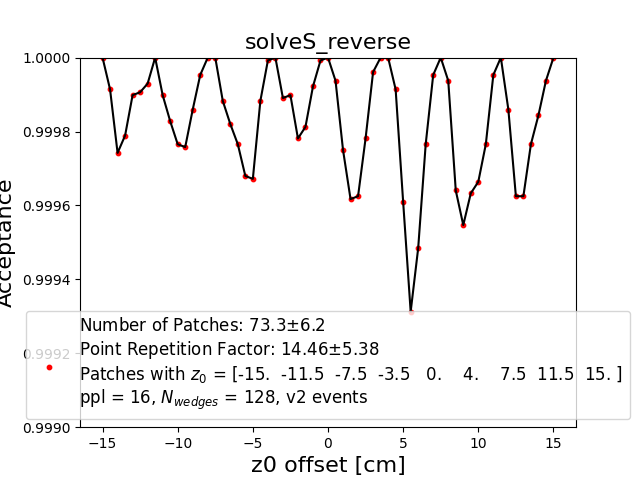 solveS_reverse
1.0000
0.9998
0.9996
0.9994
0.9992
0.9990
Acceptance
Number of Patches: 73.3±6.2
Point Repetition Factor: 14.46±5.38
Patches with z₀ = [-15. -11.5 -7.5 -3.5 0. 4. 7.5 11.5 15. ]
ppl = 16, N_wedges = 128, v2 events
−15 −10 −5 0 5 10 15
z0 offset [cm]